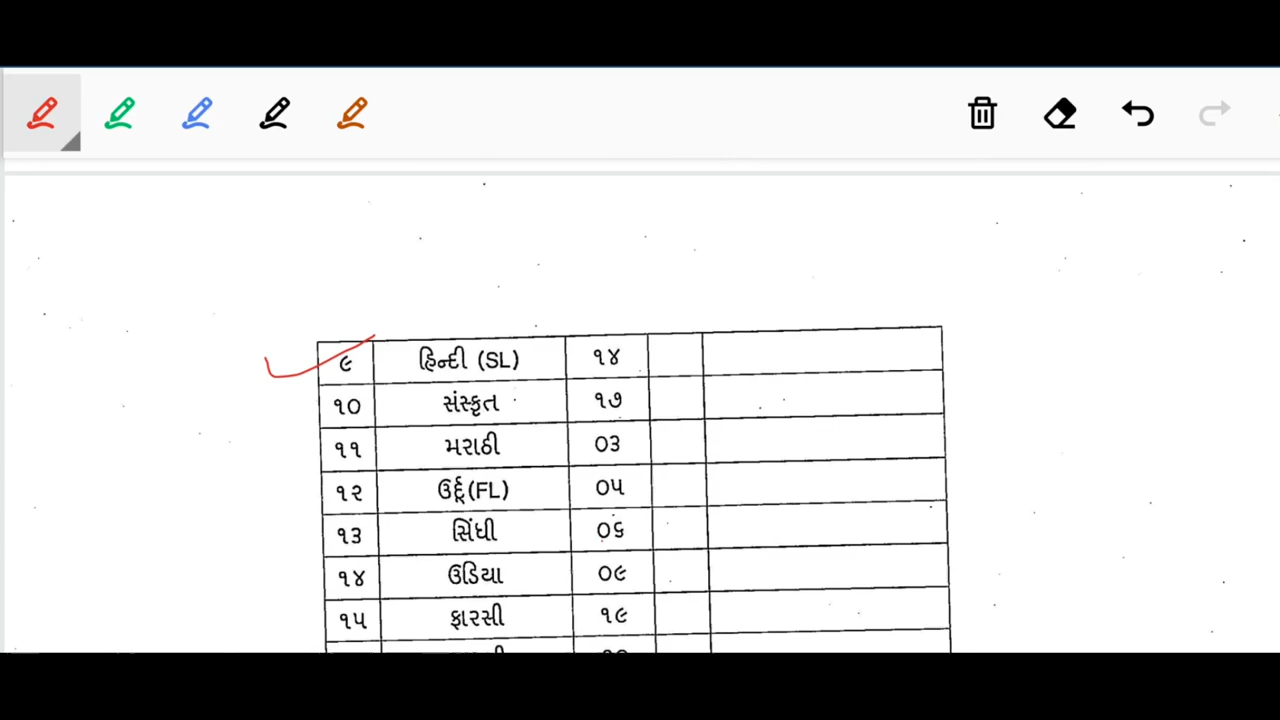 ૯ હિન્દી (SL) ૧૪
૧૦ સંસ્કૃત ૧૭
૧૧ મરાઠી ૦૩
૧૨ ઉર્દૂ(FL) ૦૫
૧૩ સિંધી ૦૬
૧૪ ઉડિયા ૦૯
૧૫ ફારસી ૧૯